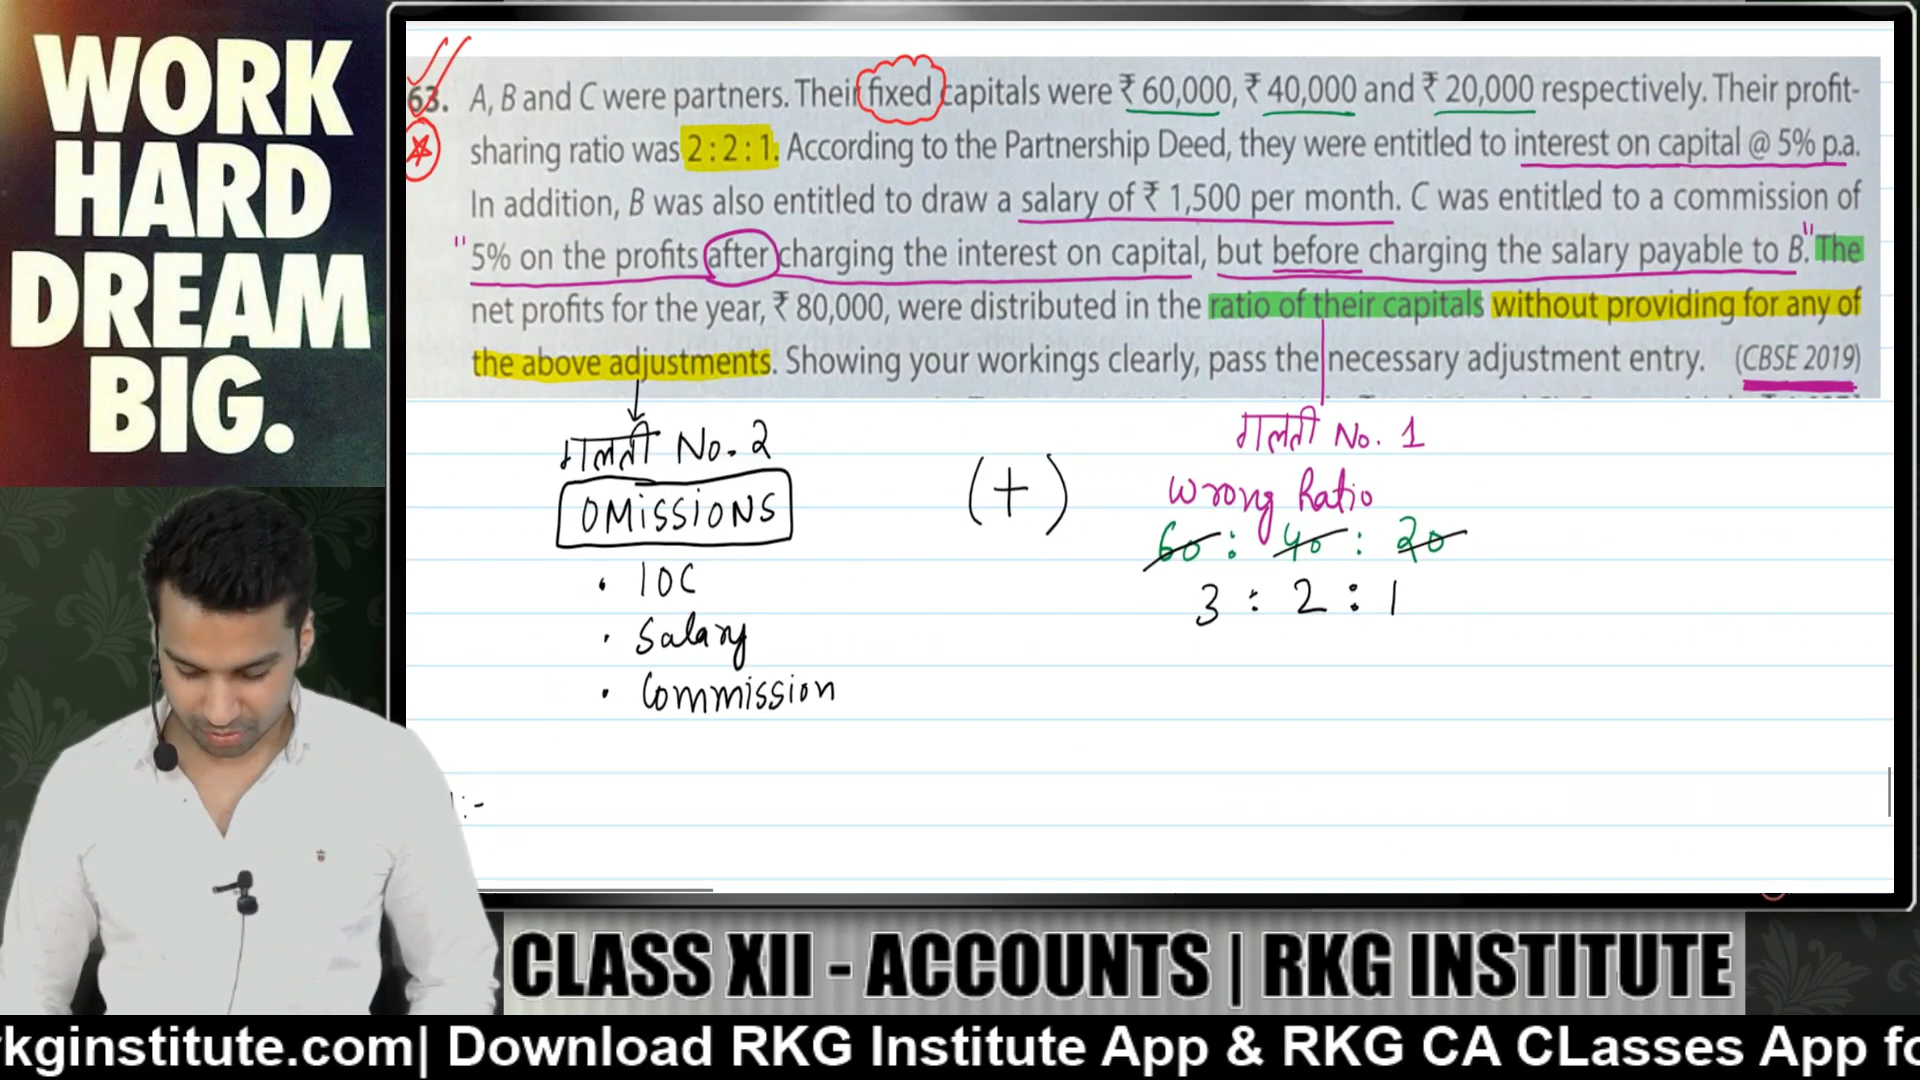 WORK
HARD
DREAM
BIG.
63. A, B and C were partners. Their fixed capitals were ₹ 60,000, ₹ 40,000 and ₹ 20,000 respectively. Their profit-
sharing ratio was 2 : 2 : 1. According to the Partnership Deed, they were entitled to interest on capital @ 5% p.a.
In addition, B was also entitled to draw a salary of ₹ 1,500 per month. C was entitled to a commission of
"5% on the profits after charging the interest on capital, but before charging the salary payable to B." The
net profits for the year, ₹ 80,000, were distributed in the ratio of their capitals without providing for any of
the above adjustments. Showing your workings clearly, pass the necessary adjustment entry. (CBSE 2019)
गलती No. 2
OMISSIONS
• IOC
• Salary
• Commission
(+)
गलती No. 1
Wrong Ratio
60 : 40 : 20
3 : 2 : 1
:-
CLASS XII - ACCOUNTS | RKG INSTITUTE
rkginstitute.com| Download RKG Institute App & RKG CA CLasses App fo